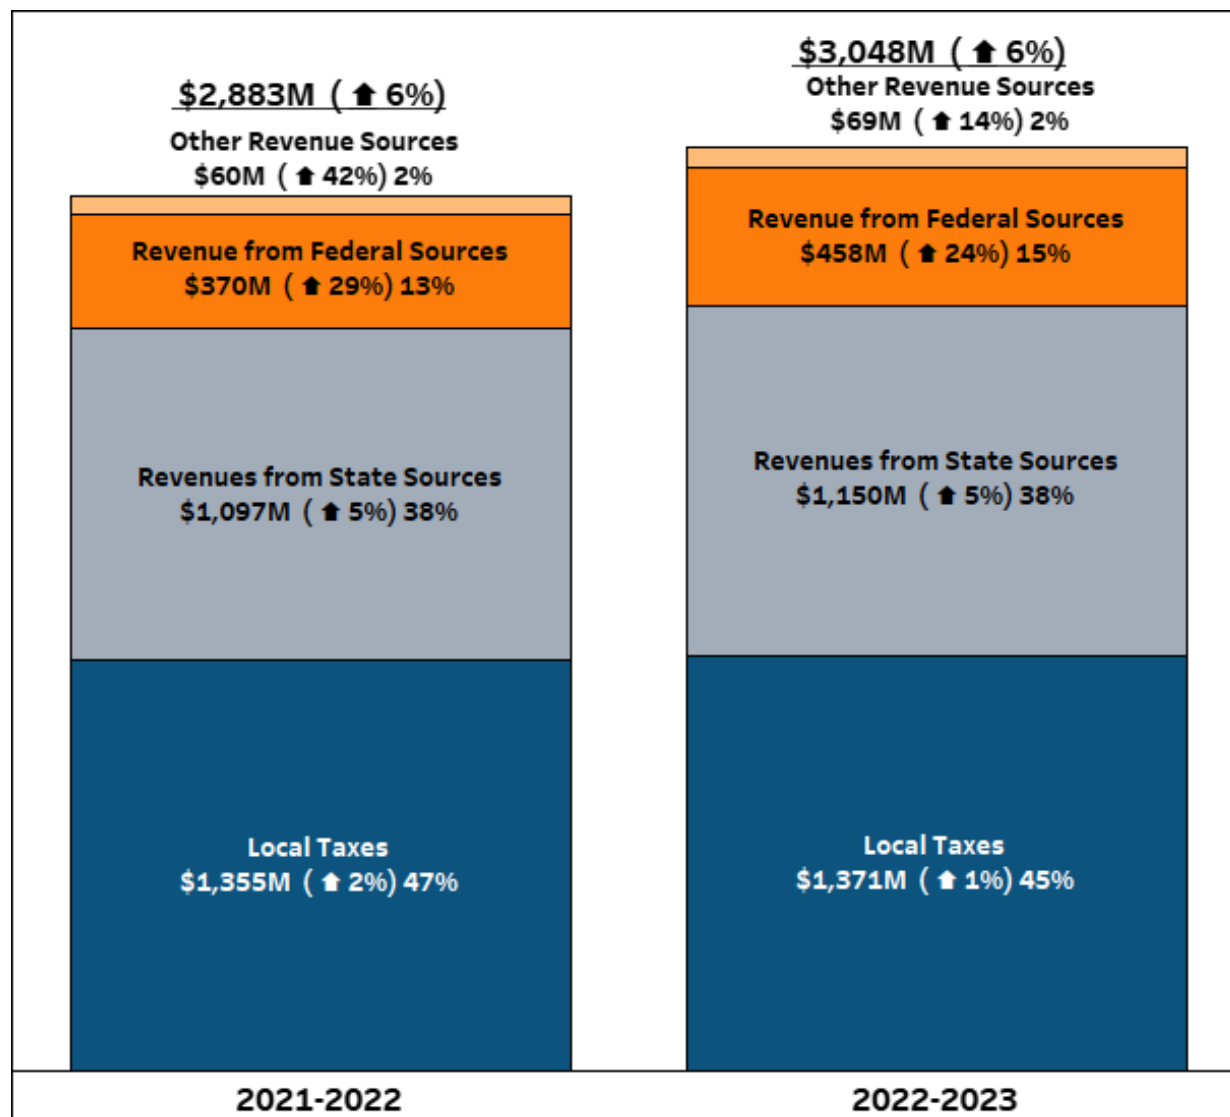 $2,883M ( ⬆ 6%)
Other Revenue Sources
$60M ( ⬆ 42%) 2%
Revenue from Federal Sources
$370M ( ⬆ 29%) 13%
Revenues from State Sources
$1,097M ( ⬆ 5%) 38%
Local Taxes
$1,355M ( ⬆ 2%) 47%
2021-2022
$3,048M ( ⬆ 6%)
Other Revenue Sources
$69M ( ⬆ 14%) 2%
Revenue from Federal Sources
$458M ( ⬆ 24%) 15%
Revenues from State Sources
$1,150M ( ⬆ 5%) 38%
Local Taxes
$1,371M ( ⬆ 1%) 45%
2022-2023